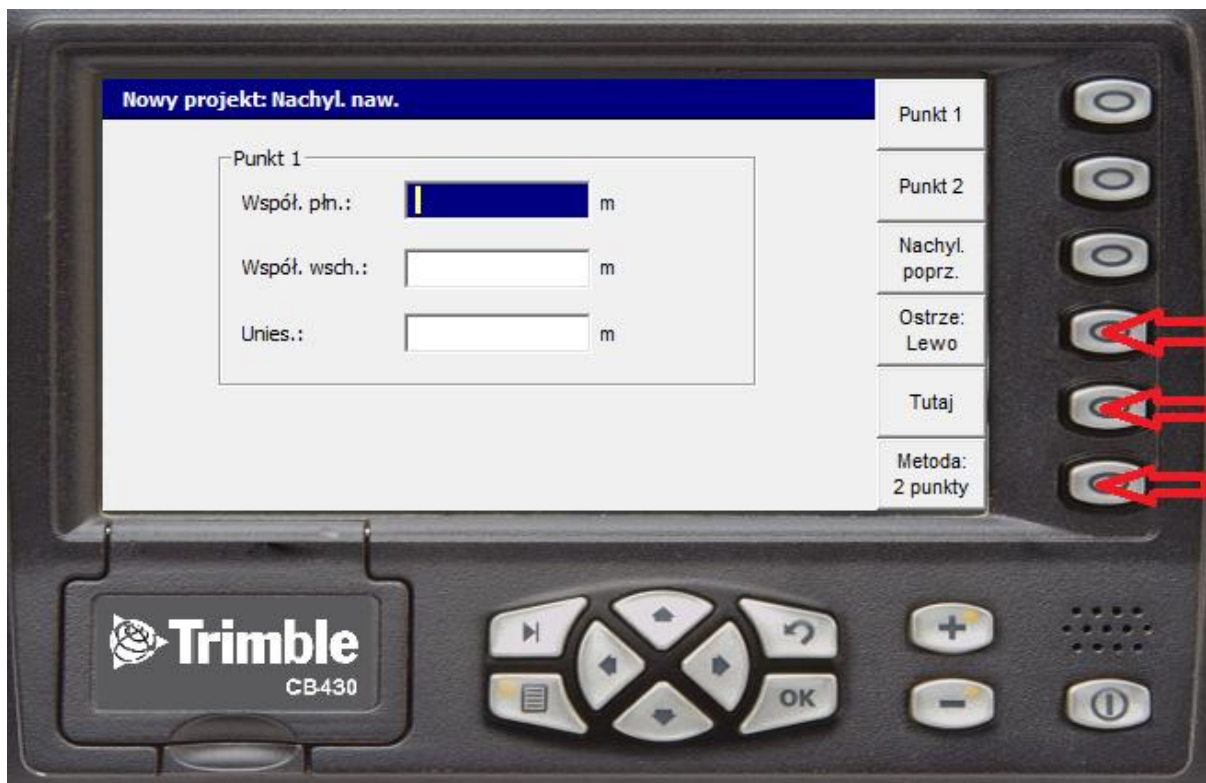 Nowy projekt: Nachyl. naw.
Punkt 1
Współ. płn.:
m
Współ. wsch.:
m
Unies.:
m
Punkt 1
Punkt 2
Nachyl.
poprz.
Ostrze:
Lewo
Tutaj
Metoda:
2 punkty
Trimble
CB430
OK